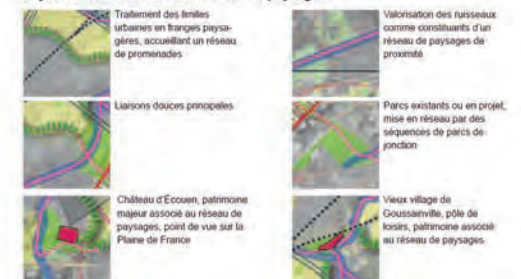 Traitement des limites
urbaines en franges paysa-
gères, accueillant un réseau
de promenades
Valorisation des ruisseaux
comme constituants d'un
réseau de paysages de
proximité
Liaisons douces principales
Parcs existants ou en projet,
mise en réseau par des
séquences de parcs de
jonction
Château d'Écouen, patrimoine
majeur associé au réseau de
paysages, point de vue sur la
Plaine de France
Vieux village de
Goussainville, pôle de
loisirs, patrimoine associé
au réseau de paysages